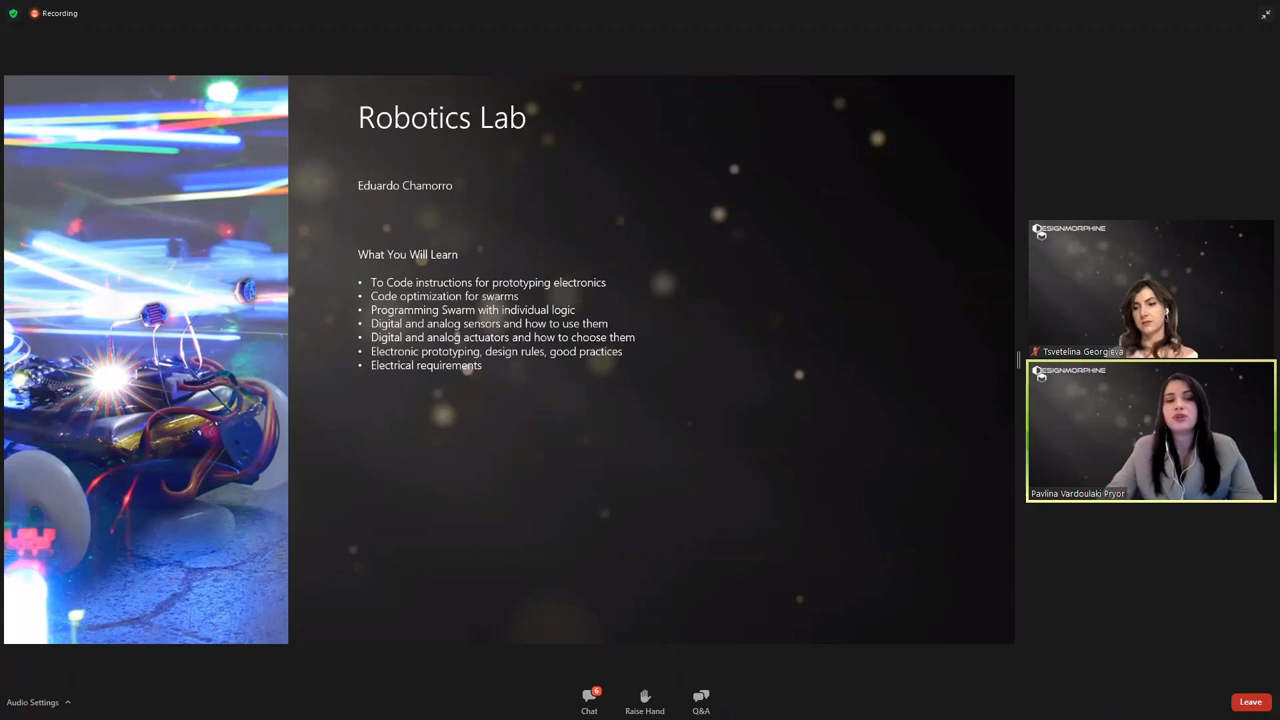 Recording
Robotics Lab
Eduardo Chamorro
What You Will Learn
• To Code instructions for prototyping electronics
• Code optimization for swarms
• Programming Swarm with individual logic
• Digital and analog sensors and how to use them
• Digital and analog actuators and how to choose them
• Electronic prototyping, design rules, good practices
• Electrical requirements
DESIGNMORPHINE
Tsvetelina Georgieva
DESIGNMORPHINE
Pavlina Vardoulaki Pryor
Audio Settings
6
Chat
Raise Hand
Q&A
Leave